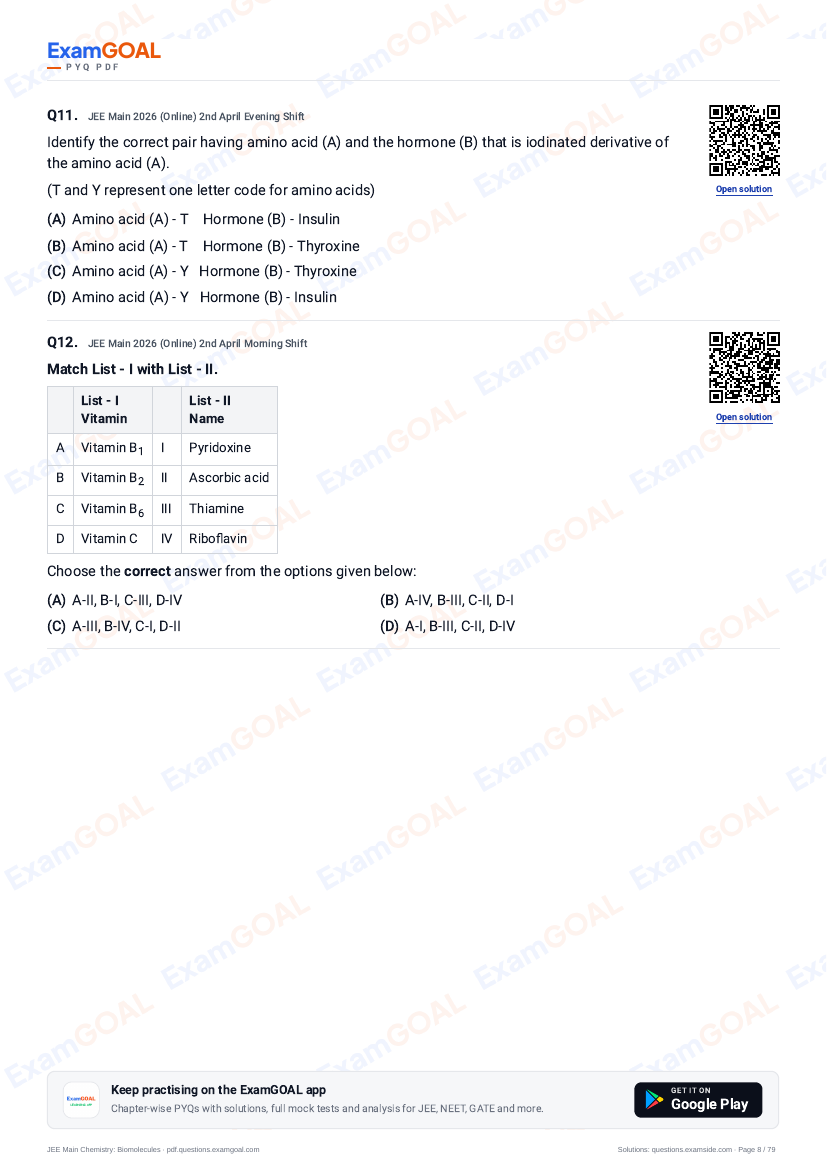 ExamGOAL
PYQ PDF
Q11. JEE Main 2026 (Online) 2nd April Evening Shift
Identify the correct pair having amino acid (A) and the hormone (B) that is iodinated derivative of
the amino acid (A).
(T and Y represent one letter code for amino acids)
(A) Amino acid (A) - T Hormone (B) - Insulin
(B) Amino acid (A) - T Hormone (B) - Thyroxine
(C) Amino acid (A) - Y Hormone (B) - Thyroxine
(D) Amino acid (A) - Y Hormone (B) - Insulin
Open solution
Q12. JEE Main 2026 (Online) 2nd April Morning Shift
Match List - I with List - II.
Open solution
List - I List - II
Vitamin Name
A Vitamin B1 I Pyridoxine
B Vitamin B2 II Ascorbic acid
C Vitamin B6 III Thiamine
D Vitamin C IV Riboflavin
Choose the correct answer from the options given below:
(A) A-II, B-I, C-III, D-IV (B) A-IV, B-III, C-II, D-I
(C) A-III, B-IV, C-I, D-II (D) A-I, B-III, C-II, D-IV
Keep practising on the ExamGOAL app
Chapter-wise PYQs with solutions, full mock tests and analysis for JEE, NEET, GATE and more.
GET IT ON
Google Play
JEE Main Chemistry: Biomolecules · pdf.questions.examgoal.com Solutions: questions.examside.com · Page 8 / 79